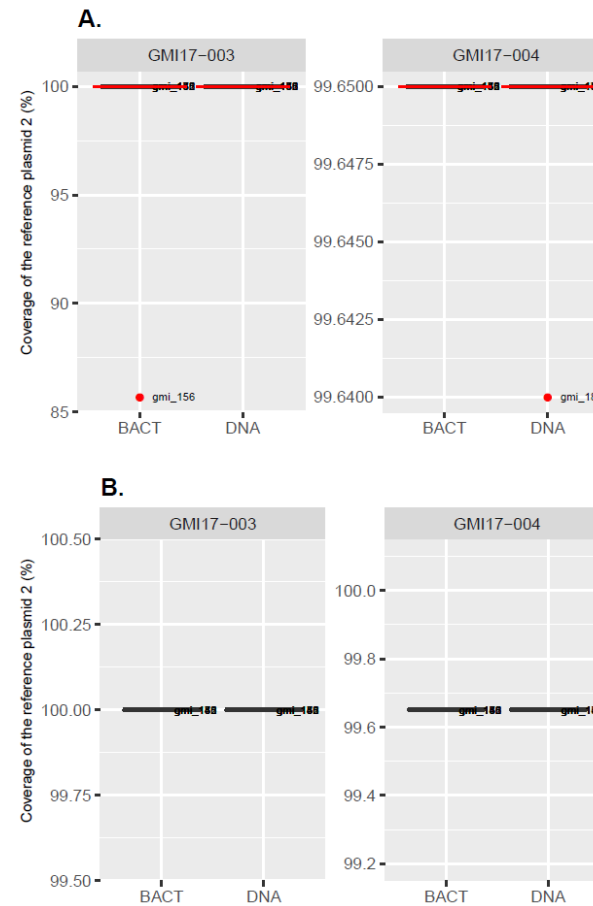 A.
GMI17-003
GMI17-004
Coverage of the reference plasmid 2 (%)
100
95
90
85
99.6500
99.6475
99.6450
99.6425
99.6400
gmi_156
BACT
DNA
BACT
DNA
B.
GMI17-003
GMI17-004
Coverage of the reference plasmid 2 (%)
100.50
100.25
100.00
99.75
99.50
100.0
99.8
99.6
99.4
99.2
BACT
DNA
BACT
DNA